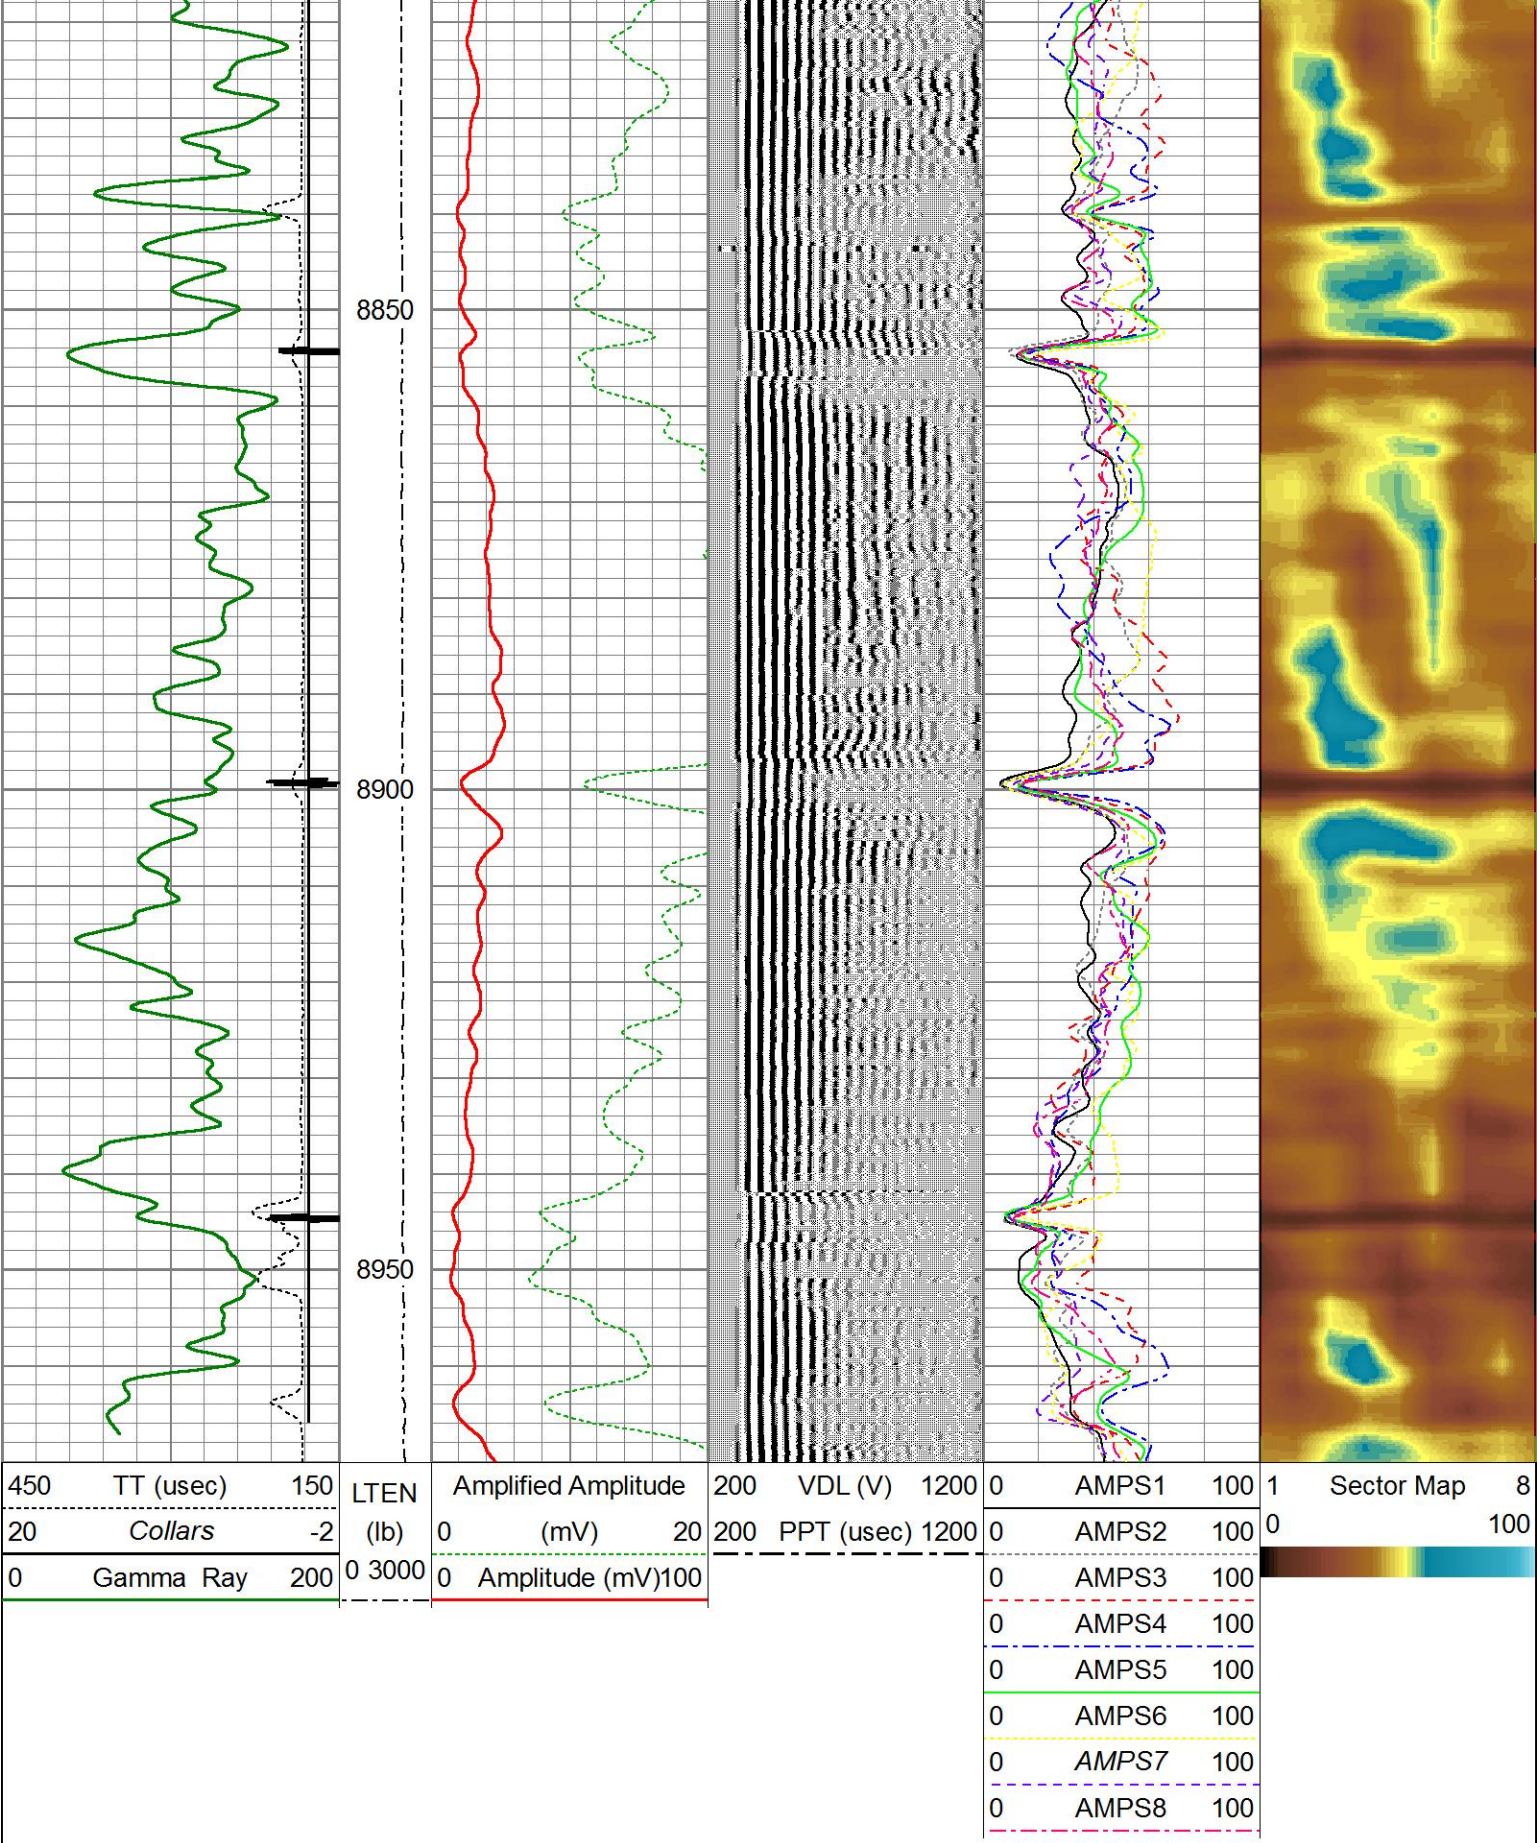 8850
8900
8950
450 TT (usec) 150
20 Collars -2
0 Gamma Ray 200
LTEN
(lb)
0 3000
Amplified Amplitude
0 (mV) 20
0 Amplitude (mV)100
200 VDL (V) 1200
200 PPT (usec) 1200
0 AMPS1 100
0 AMPS2 100
0 AMPS3 100
0 AMPS4 100
0 AMPS5 100
0 AMPS6 100
0 AMPS7 100
0 AMPS8 100
1 Sector Map 8
0 100